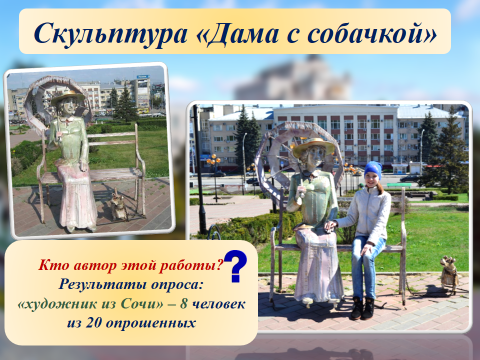 Скульптура «Дама с собачкой»
Кто автор этой работы?
?
Результаты опроса:
«художник из Сочи» – 8 человек
из 20 опрошенных